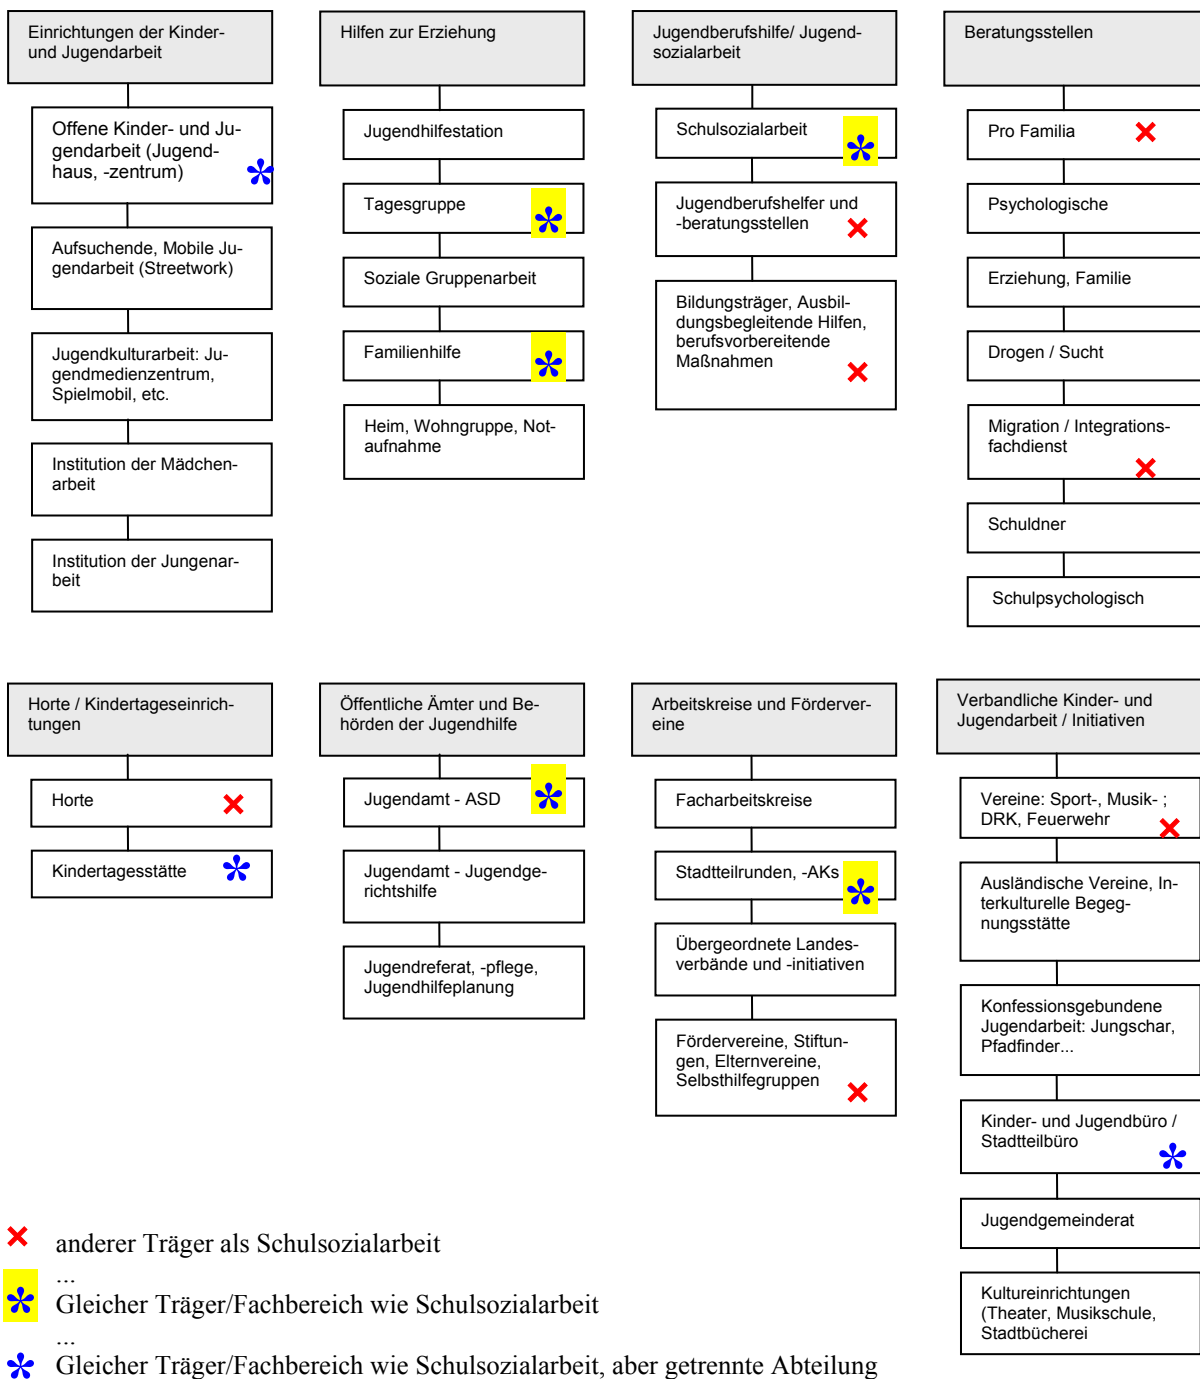 Einrichtungen der Kinder-
und Jugendarbeit
Offene Kinder- und Ju-
gendarbeit (Jugend-
haus, -zentrum)
Aufsuchende, Mobile Ju-
gendarbeit (Streetwork)
Jugendkulturarbeit: Ju-
gendmedienzentrum,
Spielmobil, etc.
Institution der Mädchen-
arbeit
Institution der Jungenar-
beit
Hilfen zur Erziehung
Jugendhilfestation
Tagesgruppe
Soziale Gruppenarbeit
Familienhilfe
Heim, Wohngruppe, Not-
aufnahme
Jugendberufshilfe/ Jugend-
sozialarbeit
Schulsozialarbeit
Jugendberufshelfer und
-beratungsstellen
Bildungsträger, Ausbil-
dungsbegleitende Hilfen,
berufsvorbereitende
Maßnahmen
Beratungsstellen
Pro Familia
Psychologische
Erziehung, Familie
Drogen / Sucht
Migration / Integrations-
fachdienst
Schuldner
Schulpsychologisch
Horte / Kindertageseinrich-
tungen
Horte
Kindertagesstätte
Öffentliche Ämter und Be-
hörden der Jugendhilfe
Jugendamt - ASD
Jugendamt - Jugendge-
richtshilfe
Jugendreferat, -pflege,
Jugendhilfeplanung
Arbeitskreise und Förderver-
eine
Facharbeitskreise
Stadtteilrunden, -AKs
Übergeordnete Landes-
verbände und -initiativen
Fördervereine, Stiftun-
gen, Elternvereine,
Selbsthilfegruppen
Verbandliche Kinder- und
Jugendarbeit / Initiativen
Vereine: Sport-, Musik- ;
DRK, Feuerwehr
Ausländische Vereine, In-
terkulturelle Begeg-
nungsstätte
Konfessionsgebundene
Jugendarbeit: Jungschar,
Pfadfinder...
Kinder- und Jugendbüro /
Stadtteilbüro
Jugendgemeinderat
Kultureinrichtungen
(Theater, Musikschule,
Stadtbücherei
anderer Träger als Schulsozialarbeit
...
Gleicher Träger/Fachbereich wie Schulsozialarbeit
...
Gleicher Träger/Fachbereich wie Schulsozialarbeit, aber getrennte Abteilung